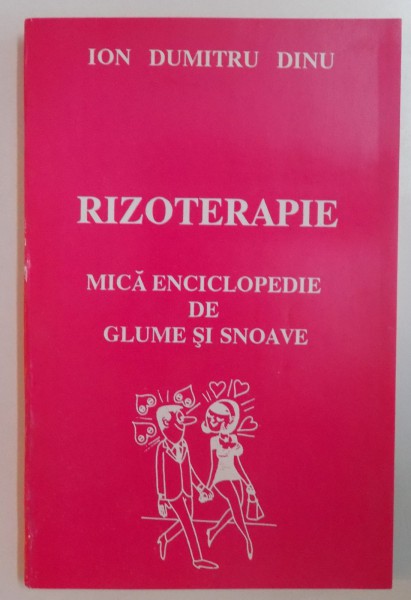 ION DUMITRU DINU
RIZOTERAPIE
MICĂ ENCICLOPEDIE
DE
GLUME ŞI SNOAVE